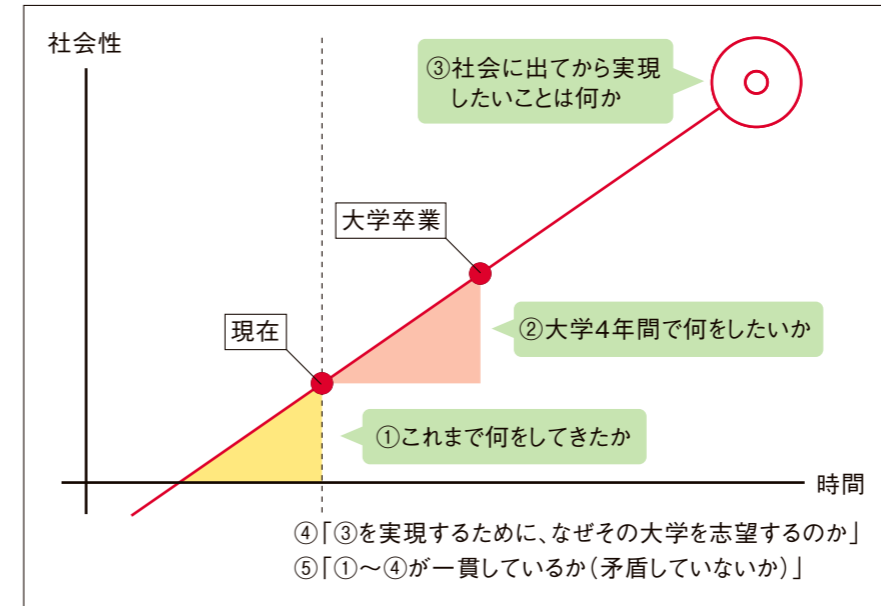 社会性
③社会に出てから実現
したいことは何か
大学卒業
現在
②大学4年間で何をしたいか
①これまで何をしてきたか
時間
④「③を実現するために、なぜその大学を志望するのか」
⑤「①～④が一貫しているか（矛盾していないか）」